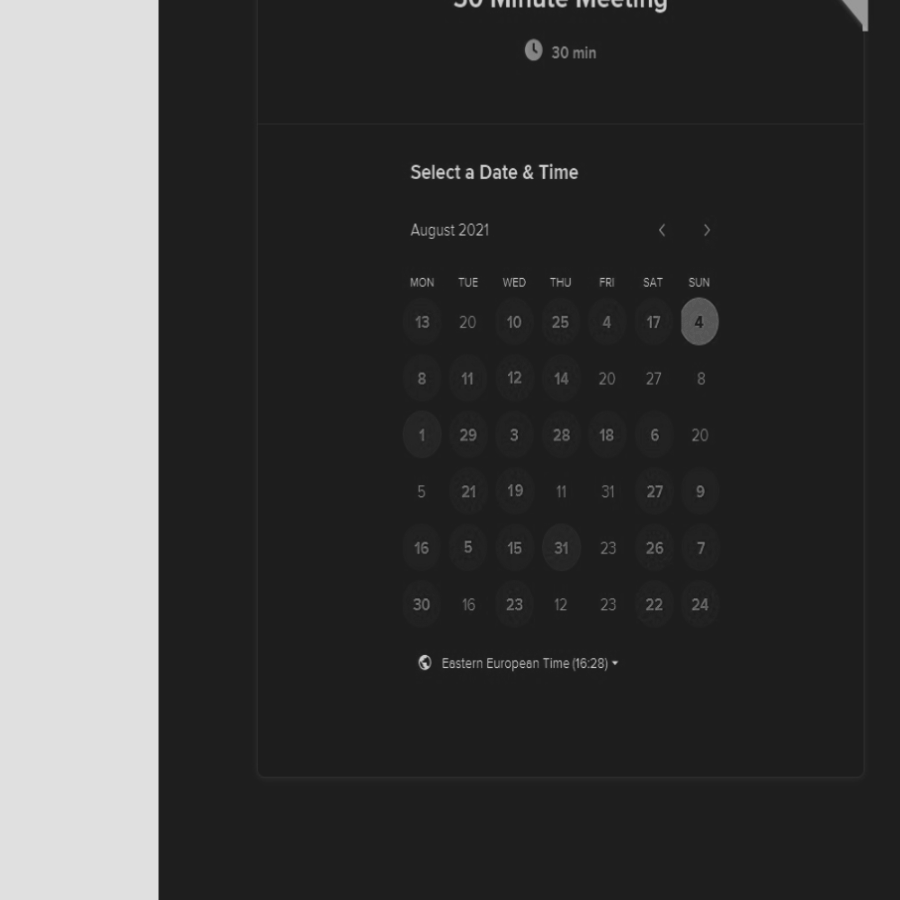 30 Minute Meeting
30 min
Select a Date & Time
August 2021
MON TUE WED THU FRI SAT SUN
13 20 10 25 4 17 4
8 11 12 14 20 27 8
1 29 3 28 18 6 20
5 21 19 11 31 27 9
16 5 15 31 23 26 7
30 16 23 12 23 22 24
Eastern European Time (16:28)